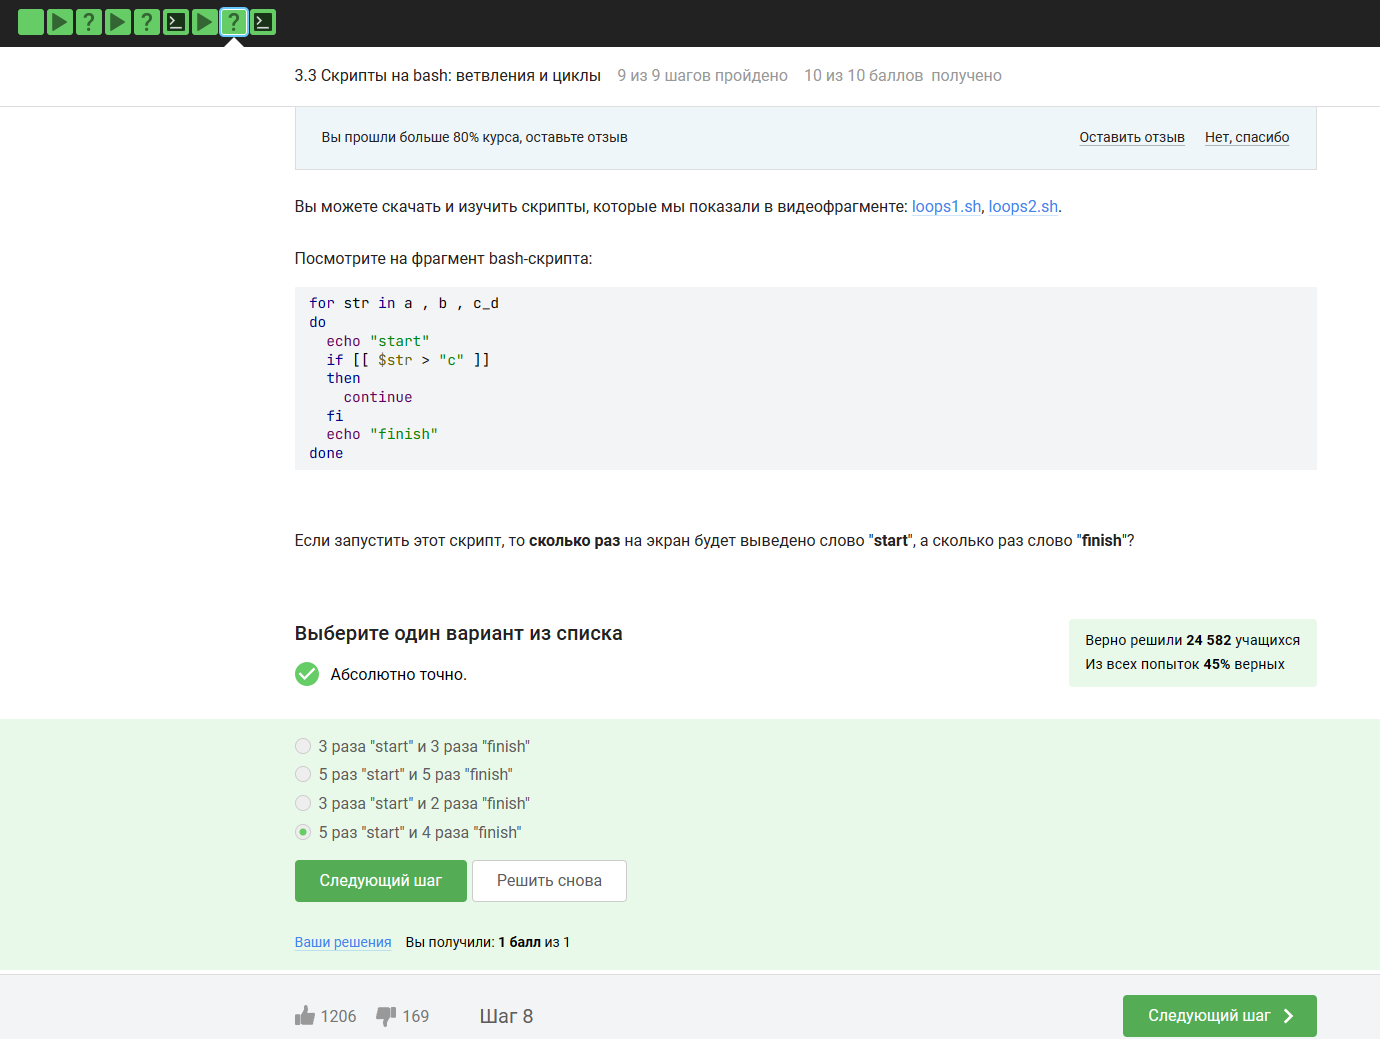 3.3 Скрипты на bash: ветвления и циклы 9 из 9 шагов пройдено 10 из 10 баллов получено
Вы прошли больше 80% курса, оставьте отзыв Оставить отзыв Нет, спасибо
Вы можете скачать и изучить скрипты, которые мы показали в видеофрагменте: loops1.sh, loops2.sh.
Посмотрите на фрагмент bash-скрипта:
for str in a , b , c_d
do
  echo "start"
  if [[ $str > "c" ]]
  then
    continue
  fi
  echo "finish"
done
Если запустить этот скрипт, то сколько раз на экран будет выведено слово "start", а сколько раз слово "finish"?
Выберите один вариант из списка
Верно решили 24 582 учащихся
Из всех попыток 45% верных
Абсолютно точно.
3 раза "start" и 3 раза "finish"
5 раз "start" и 5 раз "finish"
3 раза "start" и 2 раза "finish"
5 раз "start" и 4 раза "finish"
Следующий шаг Решить снова
Ваши решения Вы получили: 1 балл из 1
1206 169 Шаг 8 Следующий шаг